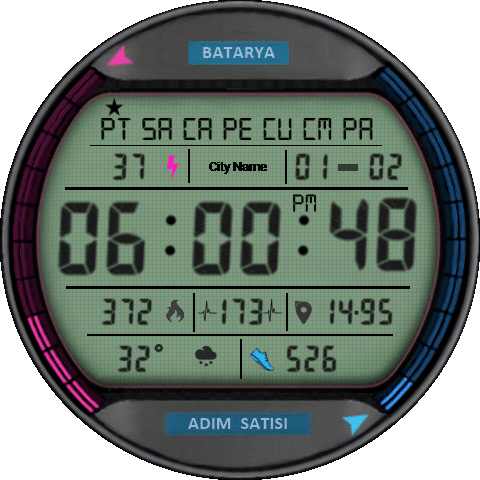 BATARYA
PT SA CA PE CU CM PA
37 City Name 01 - 02
PM
06:00:48
372 173 14.95
32° 526
ADIM SATISI